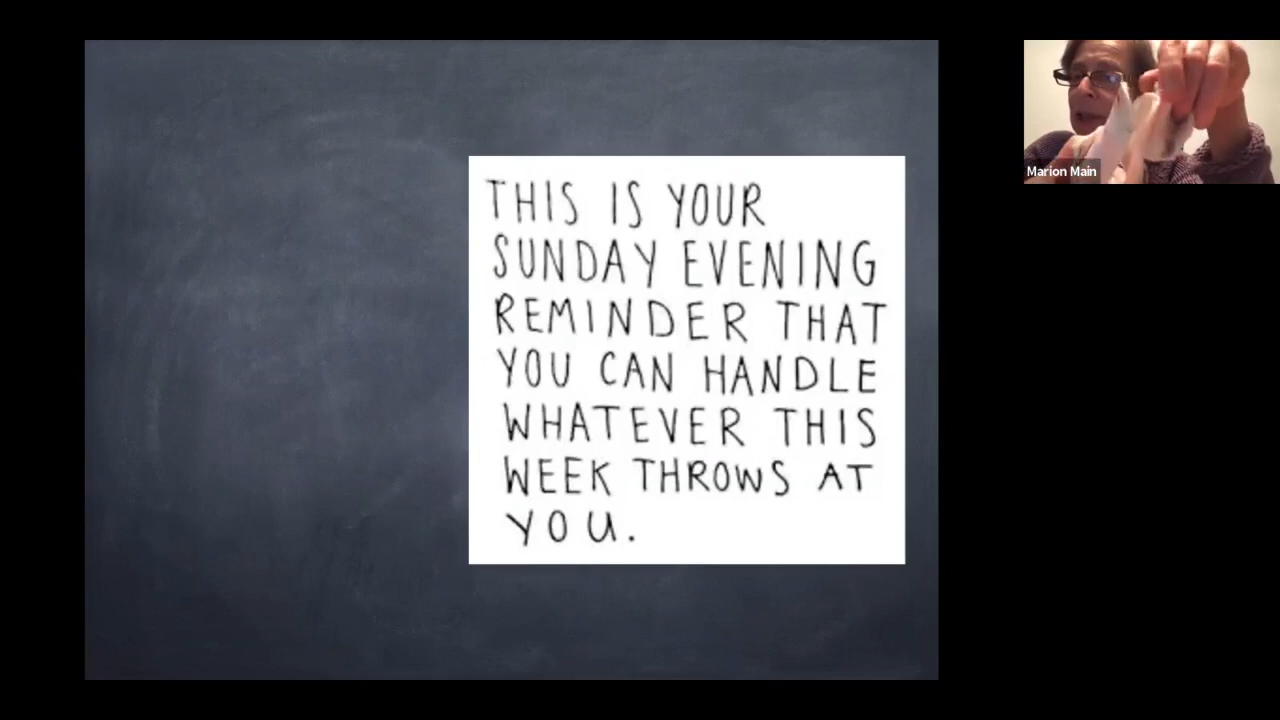 THIS IS YOUR
SUNDAY EVENING
REMINDER THAT
YOU CAN HANDLE
WHATEVER THIS
WEEK THROWS AT
YOU.
Marion Main